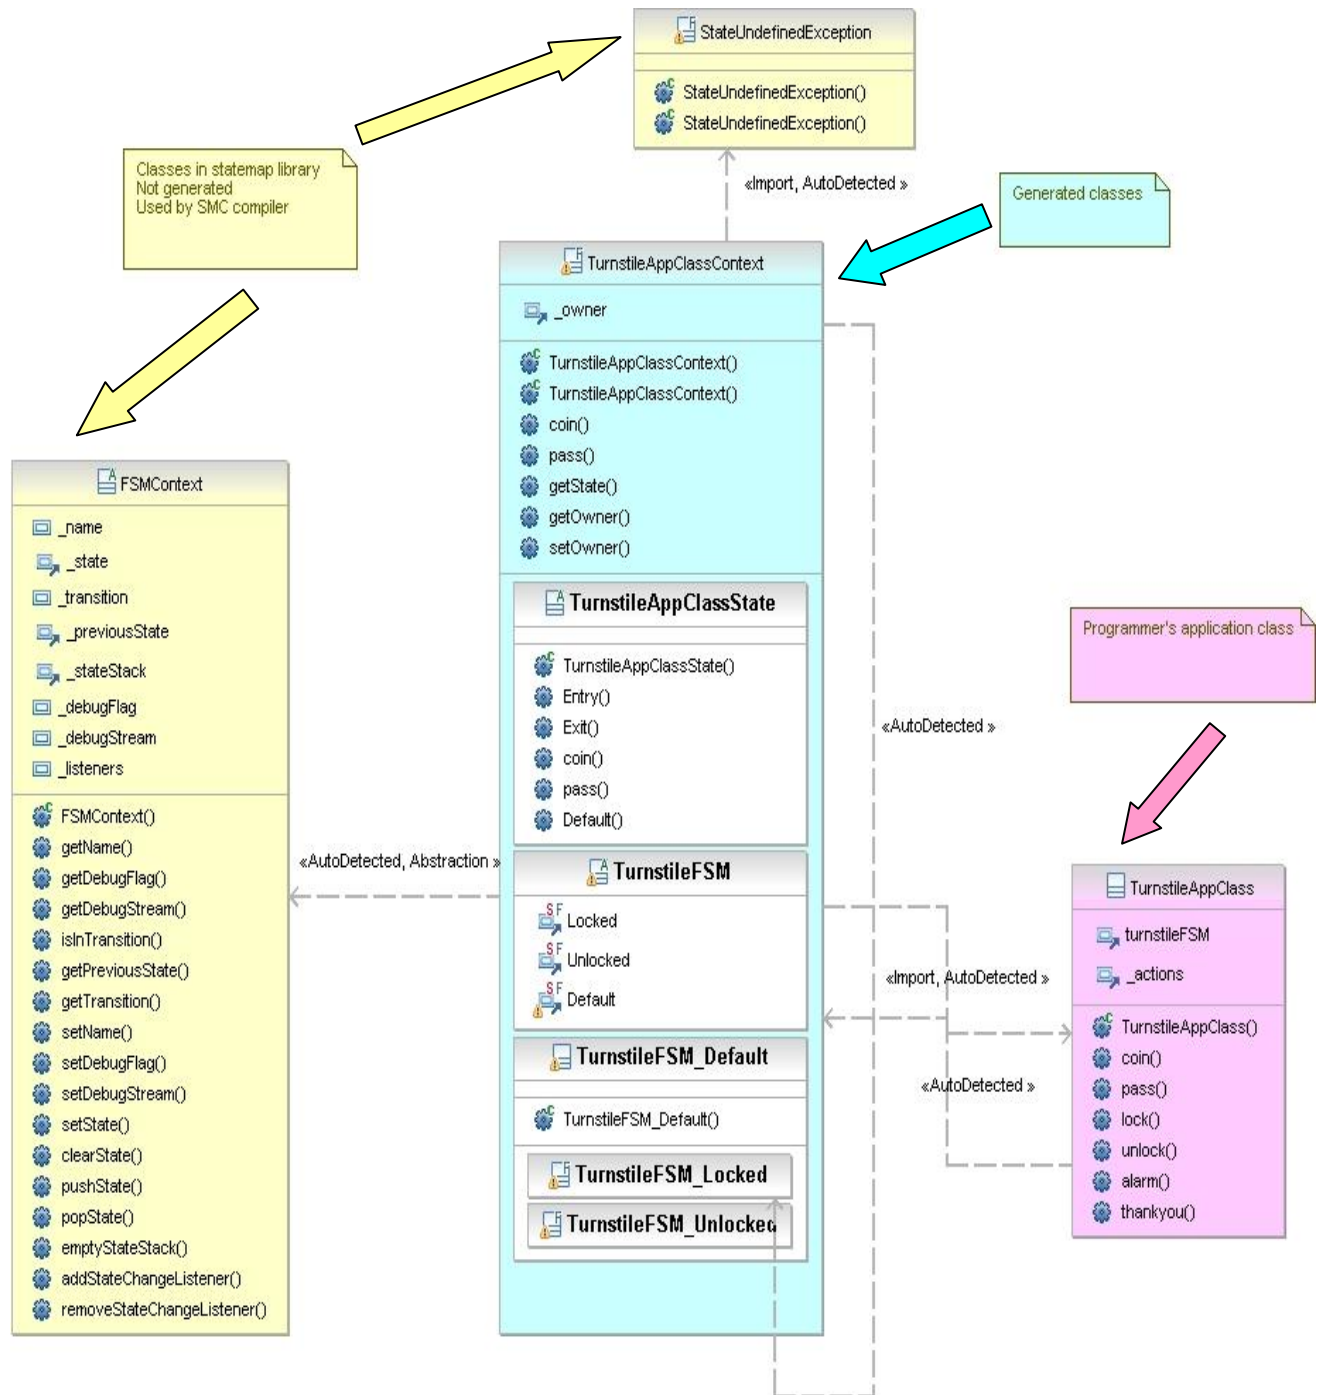 StateUndefinedException
StateUndefinedException()
StateUndefinedException()
Classes in statemap library
Not generated
Used by SMC compiler
«Import, AutoDetected »
Generated classes
TurnstileAppClassContext
_owner
TurnstileAppClassContext()
TurnstileAppClassContext()
coin()
pass()
getState()
getOwner()
setOwner()
FSMContext
_name
_state
_transition
_previousState
_stateStack
_debugFlag
_debugStream
_listeners
FSMContext()
getName()
getDebugFlag()
getDebugStream()
isInTransition()
getPreviousState()
getTransition()
setName()
setDebugFlag()
setDebugStream()
setState()
clearState()
pushState()
popState()
emptyStateStack()
addStateChangeListener()
removeStateChangeListener()
«AutoDetected, Abstraction »
TurnstileAppClassState
TurnstileAppClassState()
Entry()
Exit()
coin()
pass()
Default()
TurnstileFSM
Locked
Unlocked
Default
TurnstileFSM_Default
TurnstileFSM_Default()
TurnstileFSM_Locked
TurnstileFSM_Unlocked
«AutoDetected »
«Import, AutoDetected »
«AutoDetected »
Programmer's application class
TurnstileAppClass
turnstileFSM
_actions
TurnstileAppClass()
coin()
pass()
lock()
unlock()
alarm()
thankyou()